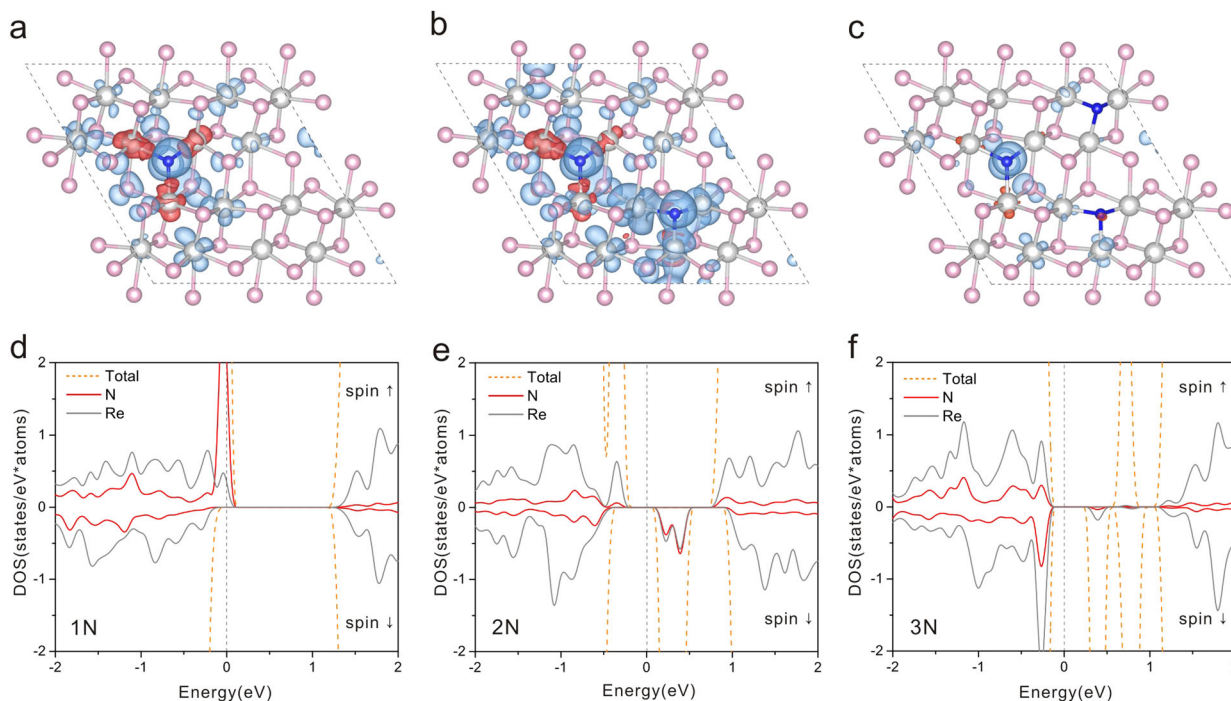 a
b
c
d
e
f
2
1
0
-1
-2
DOS(states/eV*atoms)
Total
N
Re
spin ↑
spin ↓
1N
-2 -1 0 1 2
Energy(eV)
2
1
0
-1
-2
DOS(states/eV*atoms)
Total
N
Re
spin ↑
spin ↓
2N
-2 -1 0 1 2
Energy(eV)
2
1
0
-1
-2
DOS(states/eV*atoms)
Total
N
Re
spin ↑
spin ↓
3N
-2 -1 0 1 2
Energy(eV)